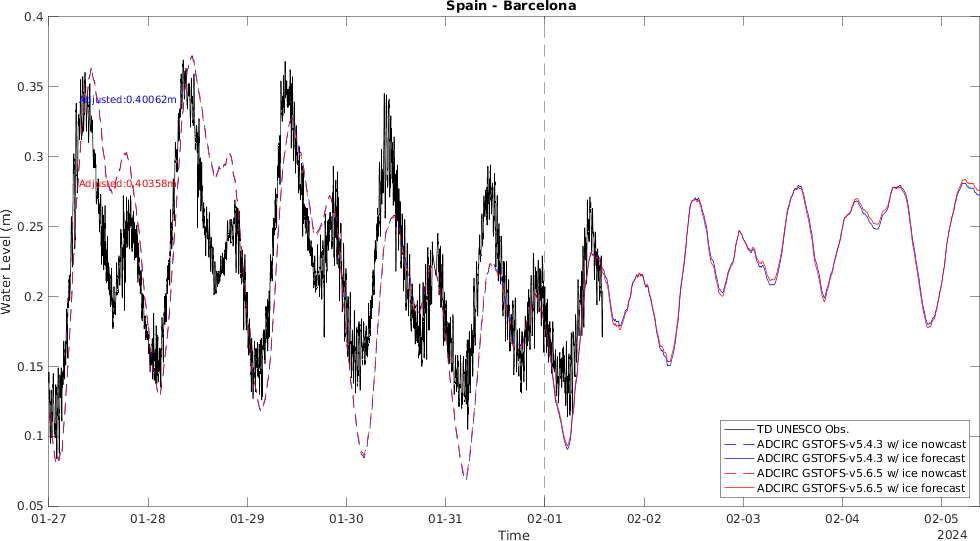 Spain - Barcelona
0.4
0.35
0.3
0.25
0.2
0.15
0.1
0.05
Water Level (m)
Adjusted:0.40062m
Adjusted:0.40358m
TD UNESCO Obs.
ADCIRC GSTOFS-v5.4.3 w/ ice nowcast
ADCIRC GSTOFS-v5.4.3 w/ ice forecast
ADCIRC GSTOFS-v5.6.5 w/ ice nowcast
ADCIRC GSTOFS-v5.6.5 w/ ice forecast
01-27 01-28 01-29 01-30 01-31 02-01 02-02 02-03 02-04 02-05
Time
2024